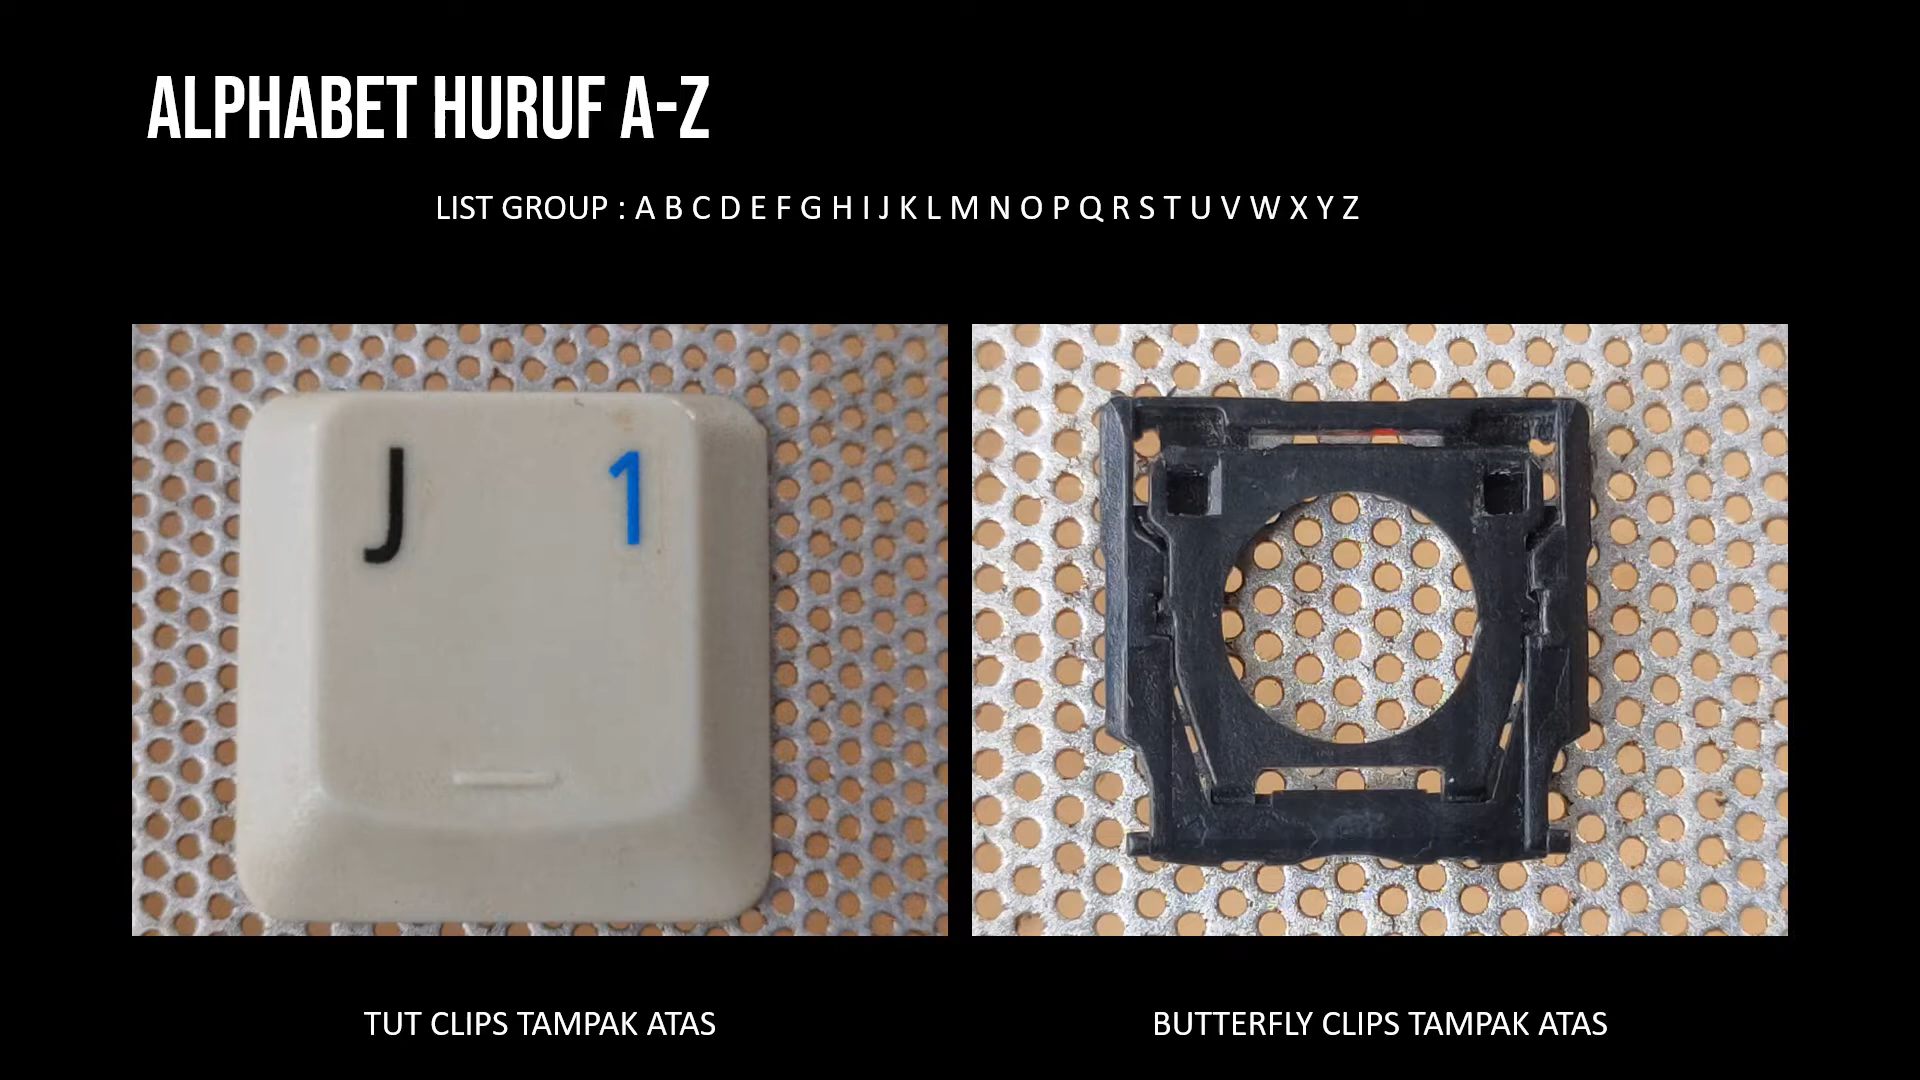 ALPHABET HURUF A-Z
LIST GROUP : A B C D E F G H I J K L M N O P Q R S T U V W X Y Z
J 1
TUT CLIPS TAMPAK ATAS
BUTTERFLY CLIPS TAMPAK ATAS